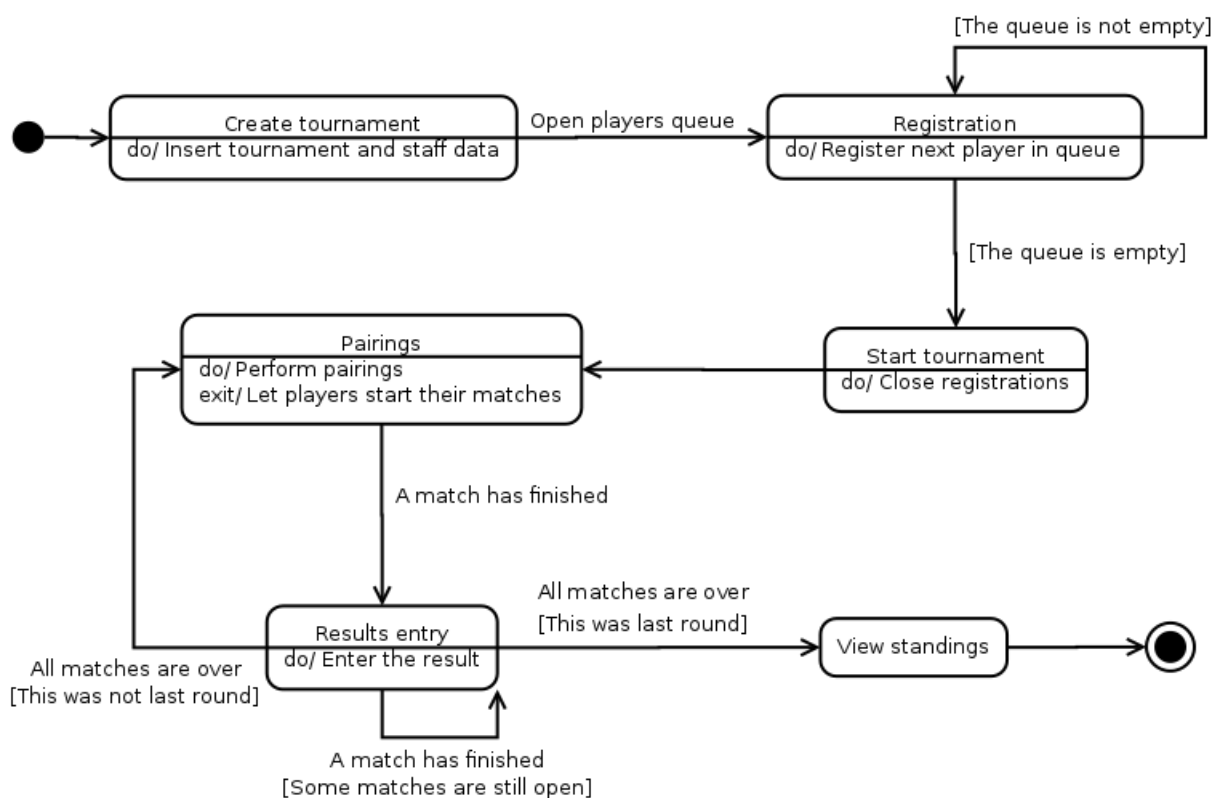 [The queue is not empty]
Create tournament
do/ Insert tournament and staff data
Open players queue
Registration
do/ Register next player in queue
[The queue is empty]
Pairings
do/ Perform pairings
exit/ Let players start their matches
Start tournament
do/ Close registrations
A match has finished
All matches are over
[This was last round]
Results entry
do/ Enter the result
View standings
All matches are over
[This was not last round]
A match has finished
[Some matches are still open]